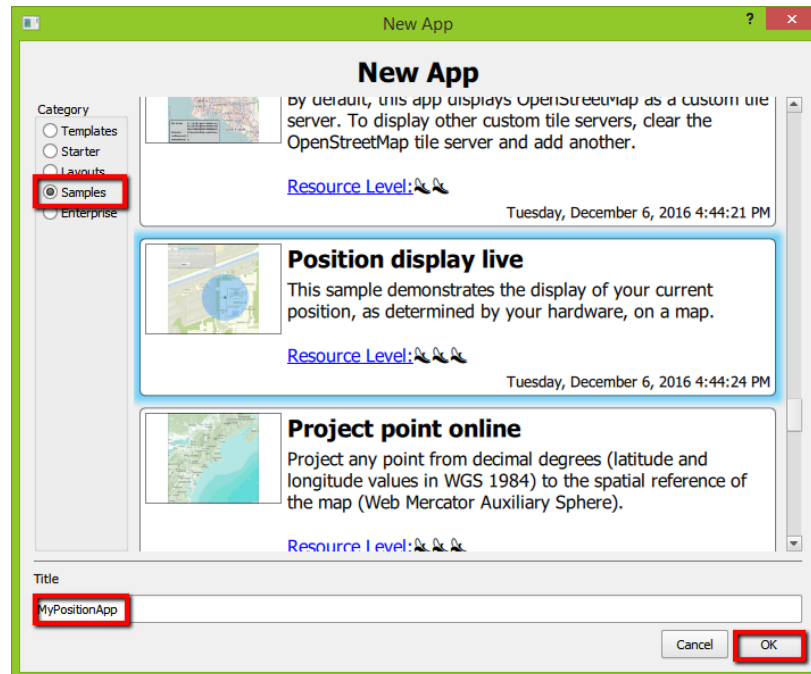 New App
?
×
New App
Category
Templates
Starter
Layouts
Samples
Enterprise
By default, this app displays OpenStreetMap as a custom tile
server. To display other custom tile servers, clear the
OpenStreetMap tile server and add another.
Resource Level:
Tuesday, December 6, 2016 4:44:21 PM
Position display live
This sample demonstrates the display of your current
position, as determined by your hardware, on a map.
Resource Level:
Tuesday, December 6, 2016 4:44:24 PM
Project point online
Project any point from decimal degrees (latitude and
longitude values in WGS 1984) to the spatial reference of
the map (Web Mercator Auxiliary Sphere).
Resource Level:
Title
MyPositionApp
Cancel
OK